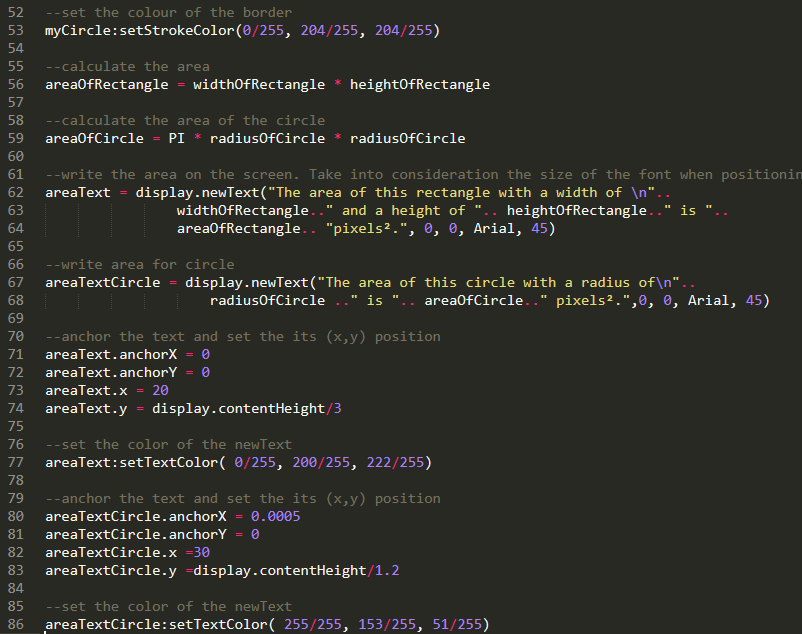 52 --set the colour of the border
53 myCircle:setStrokeColor(0/255, 204/255, 204/255)
54
55 --calculate the area
56 areaOfRectangle = widthOfRectangle * heightOfRectangle
57
58 --calculate the area of the circle
59 areaOfCircle = PI * radiusOfCircle * radiusOfCircle
60
61 --write the area on the screen. Take into consideration the size of the font when positionin
62 areaText = display.newText("The area of this rectangle with a width of \n"..
63 widthOfRectangle.." and a height of ".. heightOfRectangle.." is "..
64 areaOfRectangle.. "pixels².", 0, 0, Arial, 45)
65
66 --write area for circle
67 areaTextCircle = display.newText("The area of this circle with a radius of\n"..
68 radiusOfCircle .." is ".. areaOfCircle.." pixels².",0, 0, Arial, 45)
69
70 --anchor the text and set the its (x,y) position
71 areaText.anchorX = 0
72 areaText.anchorY = 0
73 areaText.x = 20
74 areaText.y = display.contentHeight/3
75
76 --set the color of the newText
77 areaText:setTextColor( 0/255, 200/255, 222/255)
78
79 --anchor the text and set the its (x,y) position
80 areaTextCircle.anchorX = 0.0005
81 areaTextCircle.anchorY = 0
82 areaTextCircle.x =30
83 areaTextCircle.y =display.contentHeight/1.2
84
85 --set the color of the newText
86 areaTextCircle:setTextColor( 255/255, 153/255, 51/255)